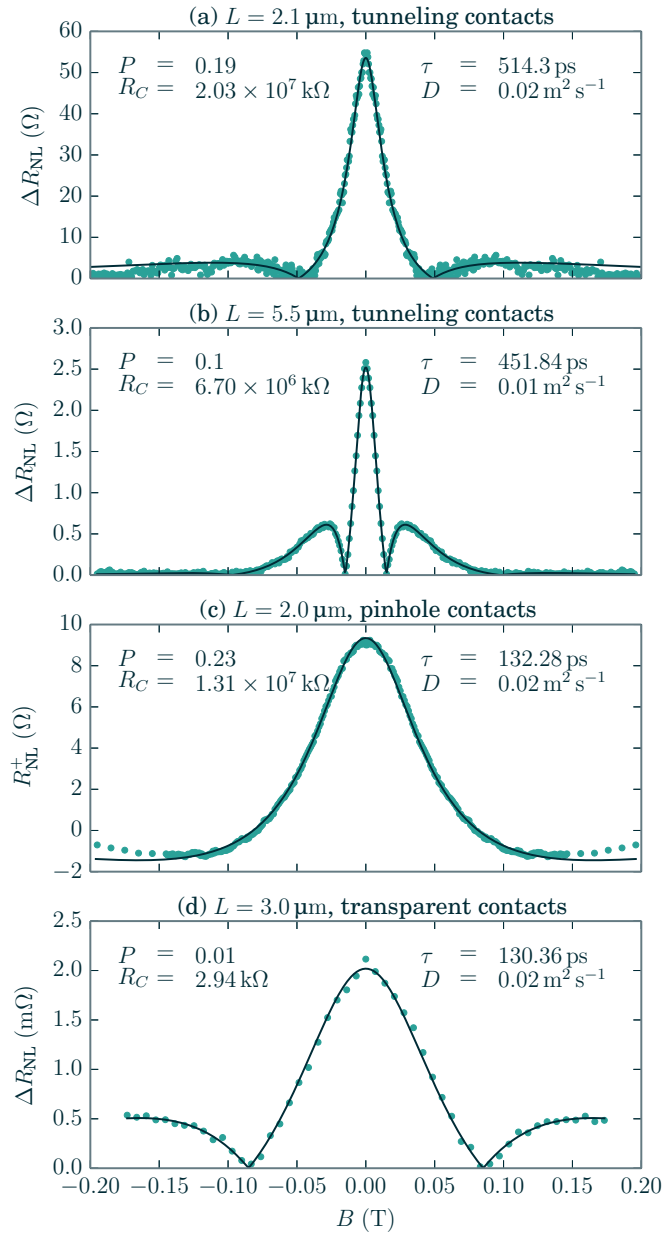 (a) L = 2.1 μm, tunneling contacts
60
50
40
30
20
10
0
ΔR_NL (Ω)
P = 0.19
R_C = 2.03 × 10⁷ kΩ
τ = 514.3 ps
D = 0.02 m² s⁻¹
(b) L = 5.5 μm, tunneling contacts
3.0
2.5
2.0
1.5
1.0
0.5
0.0
ΔR_NL (Ω)
P = 0.1
R_C = 6.70 × 10⁶ kΩ
τ = 451.84 ps
D = 0.01 m² s⁻¹
(c) L = 2.0 μm, pinhole contacts
10
8
6
4
2
0
−2
R⁺_NL (Ω)
P = 0.23
R_C = 1.31 × 10⁷ kΩ
τ = 132.28 ps
D = 0.02 m² s⁻¹
(d) L = 3.0 μm, transparent contacts
2.5
2.0
1.5
1.0
0.5
0.0
ΔR_NL (mΩ)
P = 0.01
R_C = 2.94 kΩ
τ = 130.36 ps
D = 0.02 m² s⁻¹
−0.20 −0.15 −0.10 −0.05 0.00 0.05 0.10 0.15 0.20
B (T)